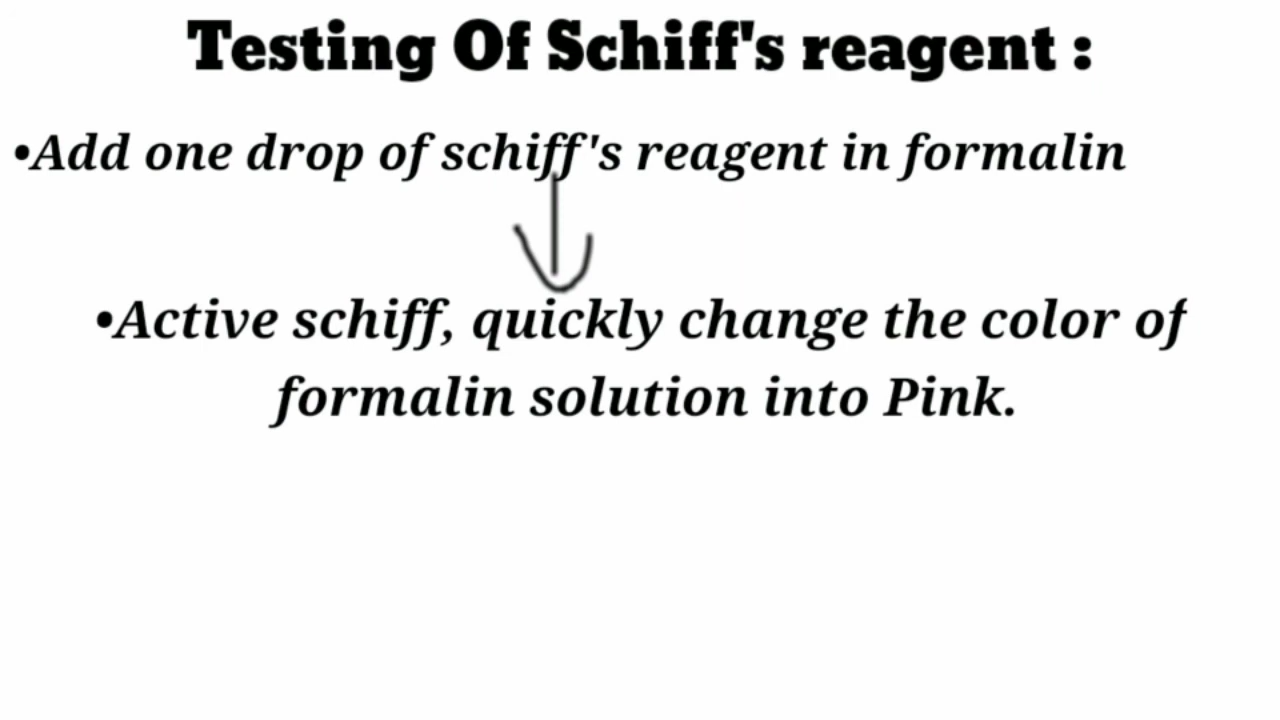 Testing Of Schiff's reagent :
•Add one drop of schiff's reagent in formalin
•Active schiff, quickly change the color of
formalin solution into Pink.